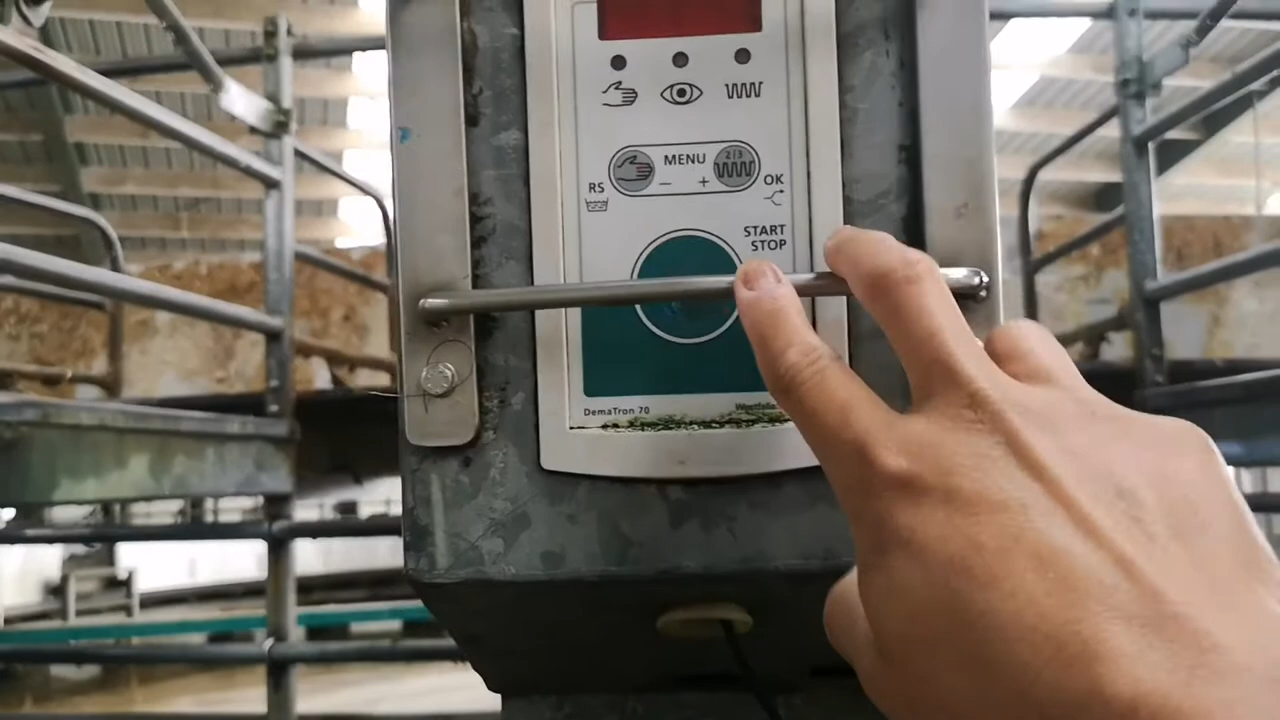 MENU
2|3
− +
RS
OK
START
STOP
DemaTron 70